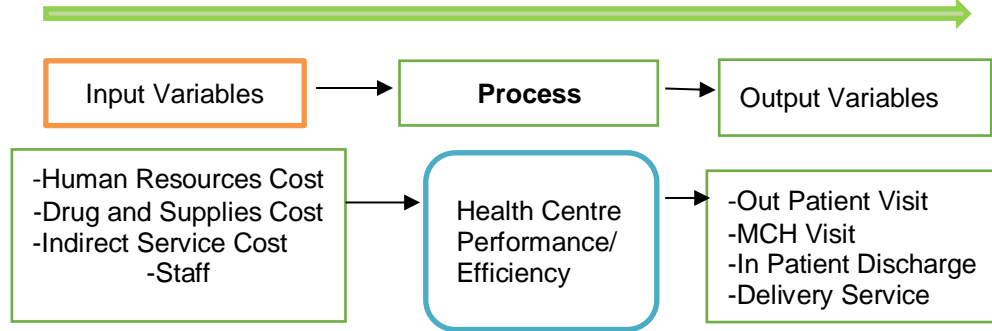 Input Variables
Process
Output Variables
-Human Resources Cost
-Drug and Supplies Cost
-Indirect Service Cost
-Staff
Health Centre
Performance/
Efficiency
-Out Patient Visit
-MCH Visit
-In Patient Discharge
-Delivery Service